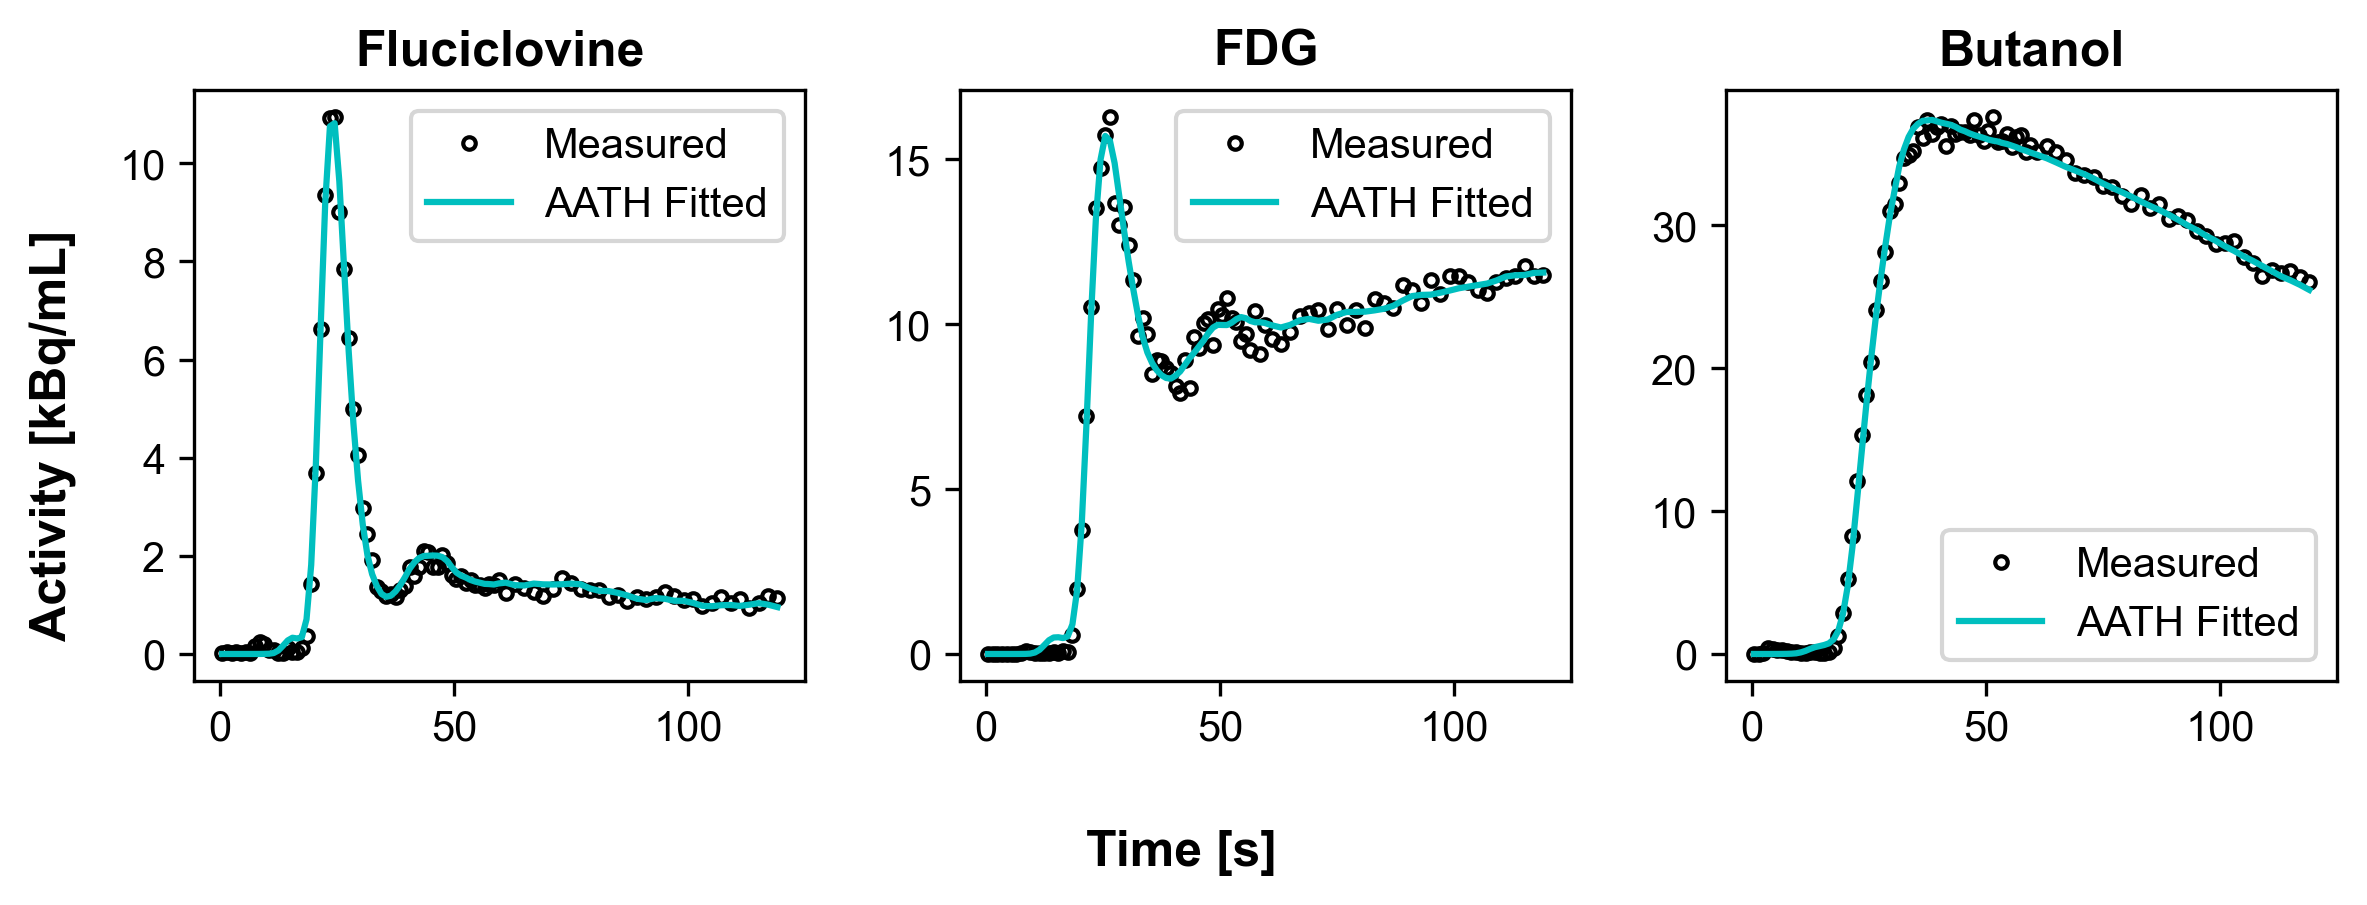 Fluciclovine
FDG
Butanol
Activity [kBq/mL]
10
8
6
4
2
0
0
50
100
Measured
AATH Fitted
15
10
5
0
0
50
100
Measured
AATH Fitted
30
20
10
0
0
50
100
Measured
AATH Fitted
Time [s]